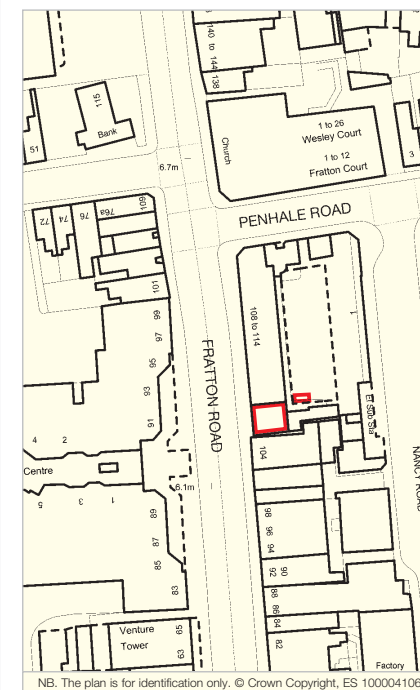 140 to 144
138
115
Bank
51
Church
1 to 26
Wesley Court
1 to 12
Fratton Court
3
6.7m
PENHALE ROAD
72
74
76
76a
109
101
99
97
95
93
91
108 to 114
1
FRATTON ROAD
El Sub Sta
104
4
2
Centre
5
3
1
6.1m
89
87
85
83
98
96
94
92
90
88
86
84
82
NANCY ROAD
Venture
Tower
65
63
Factory
NB. The plan is for identification only. © Crown Copyright, ES 100004106